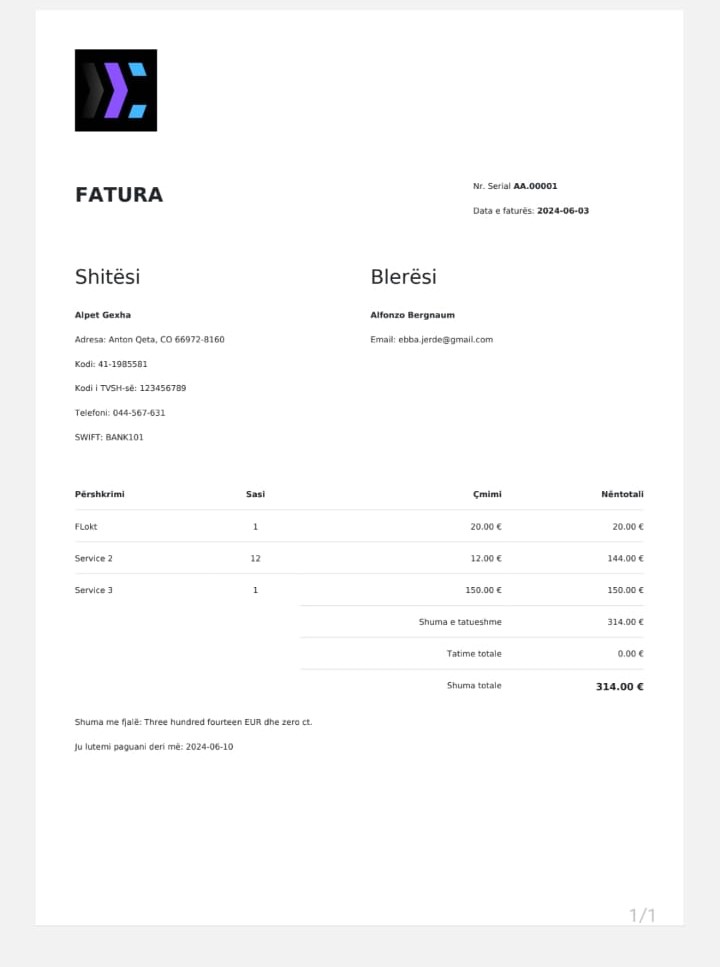 FATURA
Nr. Serial AA.00001
Data e faturës: 2024-06-03
Shitësi
Alpet Gexha
Adresa: Anton Qeta, CO 66972-8160
Kodi: 41-1985581
Kodi i TVSH-së: 123456789
Telefoni: 044-567-631
SWIFT: BANK101
Blerësi
Alfonzo Bergnaum
Email: ebba.jerde@gmail.com
Përshkrimi Sasi Çmimi Nëntotali
FLokt 1 20.00 € 20.00 €
Service 2 12 12.00 € 144.00 €
Service 3 1 150.00 € 150.00 €
Shuma e tatueshme 314.00 €
Tatime totale 0.00 €
Shuma totale 314.00 €
Shuma me fjalë: Three hundred fourteen EUR dhe zero ct.
Ju lutemi paguani deri më: 2024-06-10
1/1